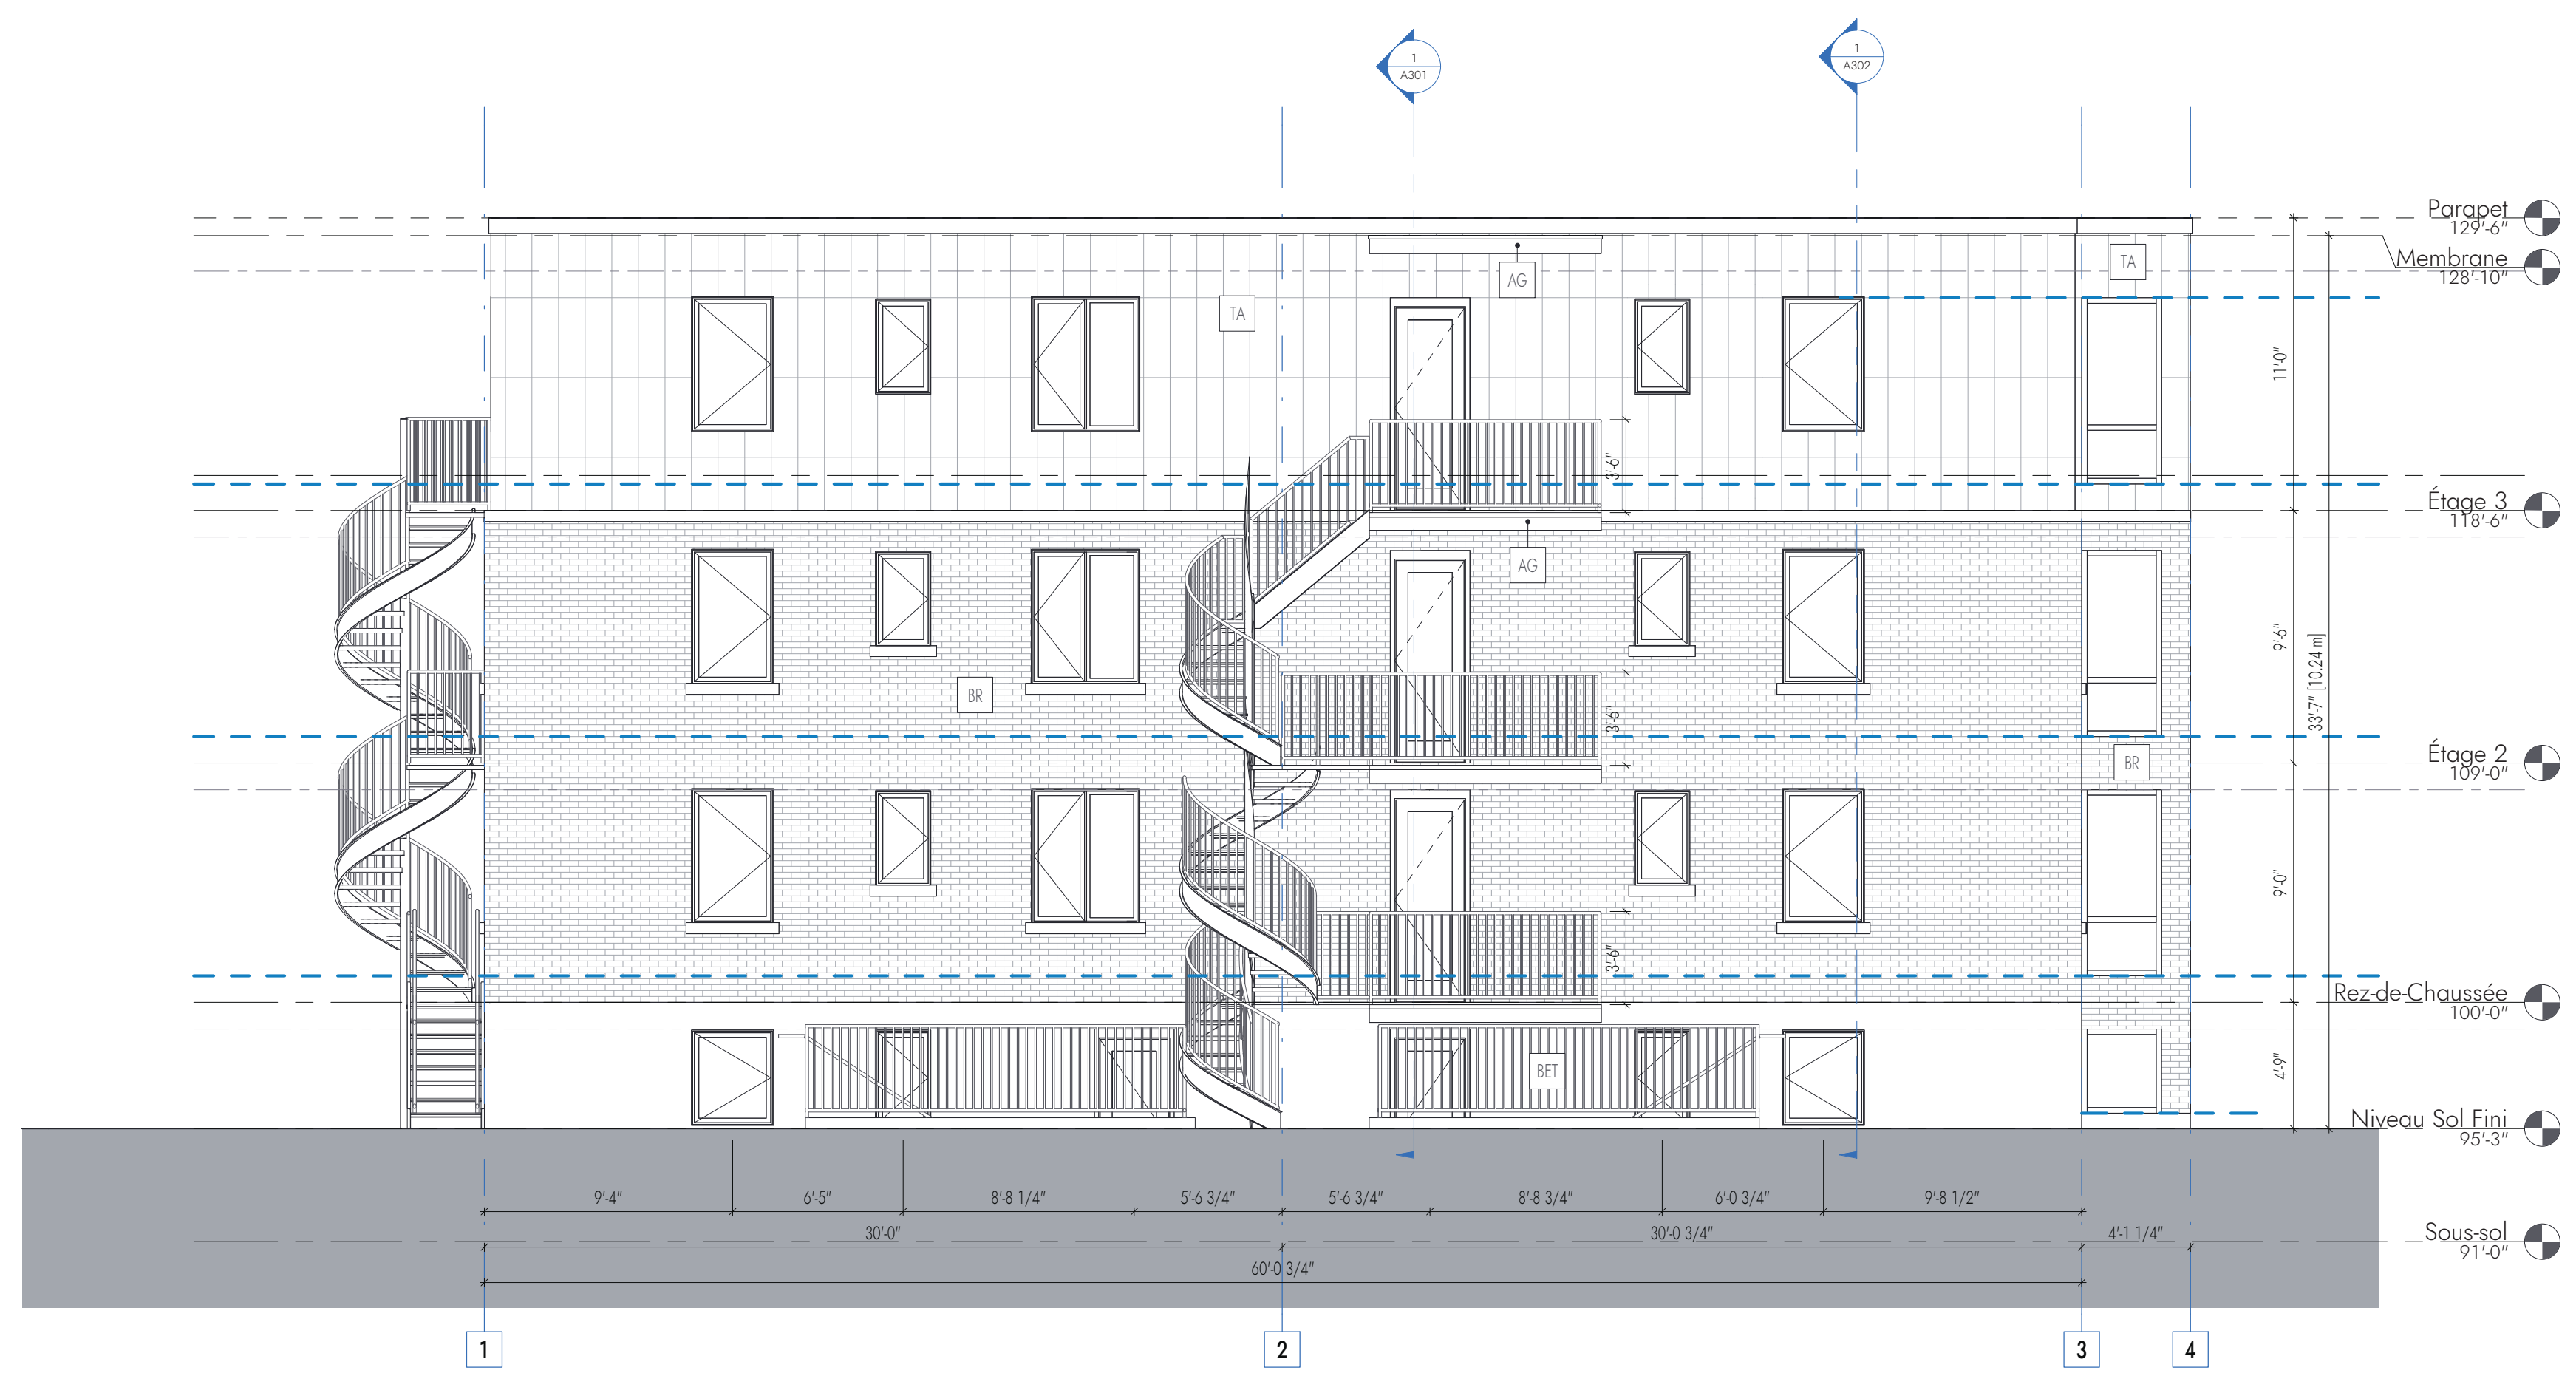 1
A301
1
A302
Parapet
129'-6"
Membrane
128'-10"
TA
AG
TA
11'-0"
3'-6"
Étage 3
118'-6"
AG
9'-6"
33'-7" [10.24 m]
BR
3'-6"
Étage 2
109'-0"
BR
9'-0"
3'-6"
Rez-de-Chaussée
100'-0"
4'-9"
BET
Niveau Sol Fini
95'-3"
9'-4" 6'-5" 8'-8 1/4" 5'-6 3/4" 5'-6 3/4" 8'-8 3/4" 6'-0 3/4" 9'-8 1/2"
30'-0" 30'-0 3/4" 4'-1 1/4"
Sous-sol
91'-0"
60'-0 3/4"
1 2 3 4